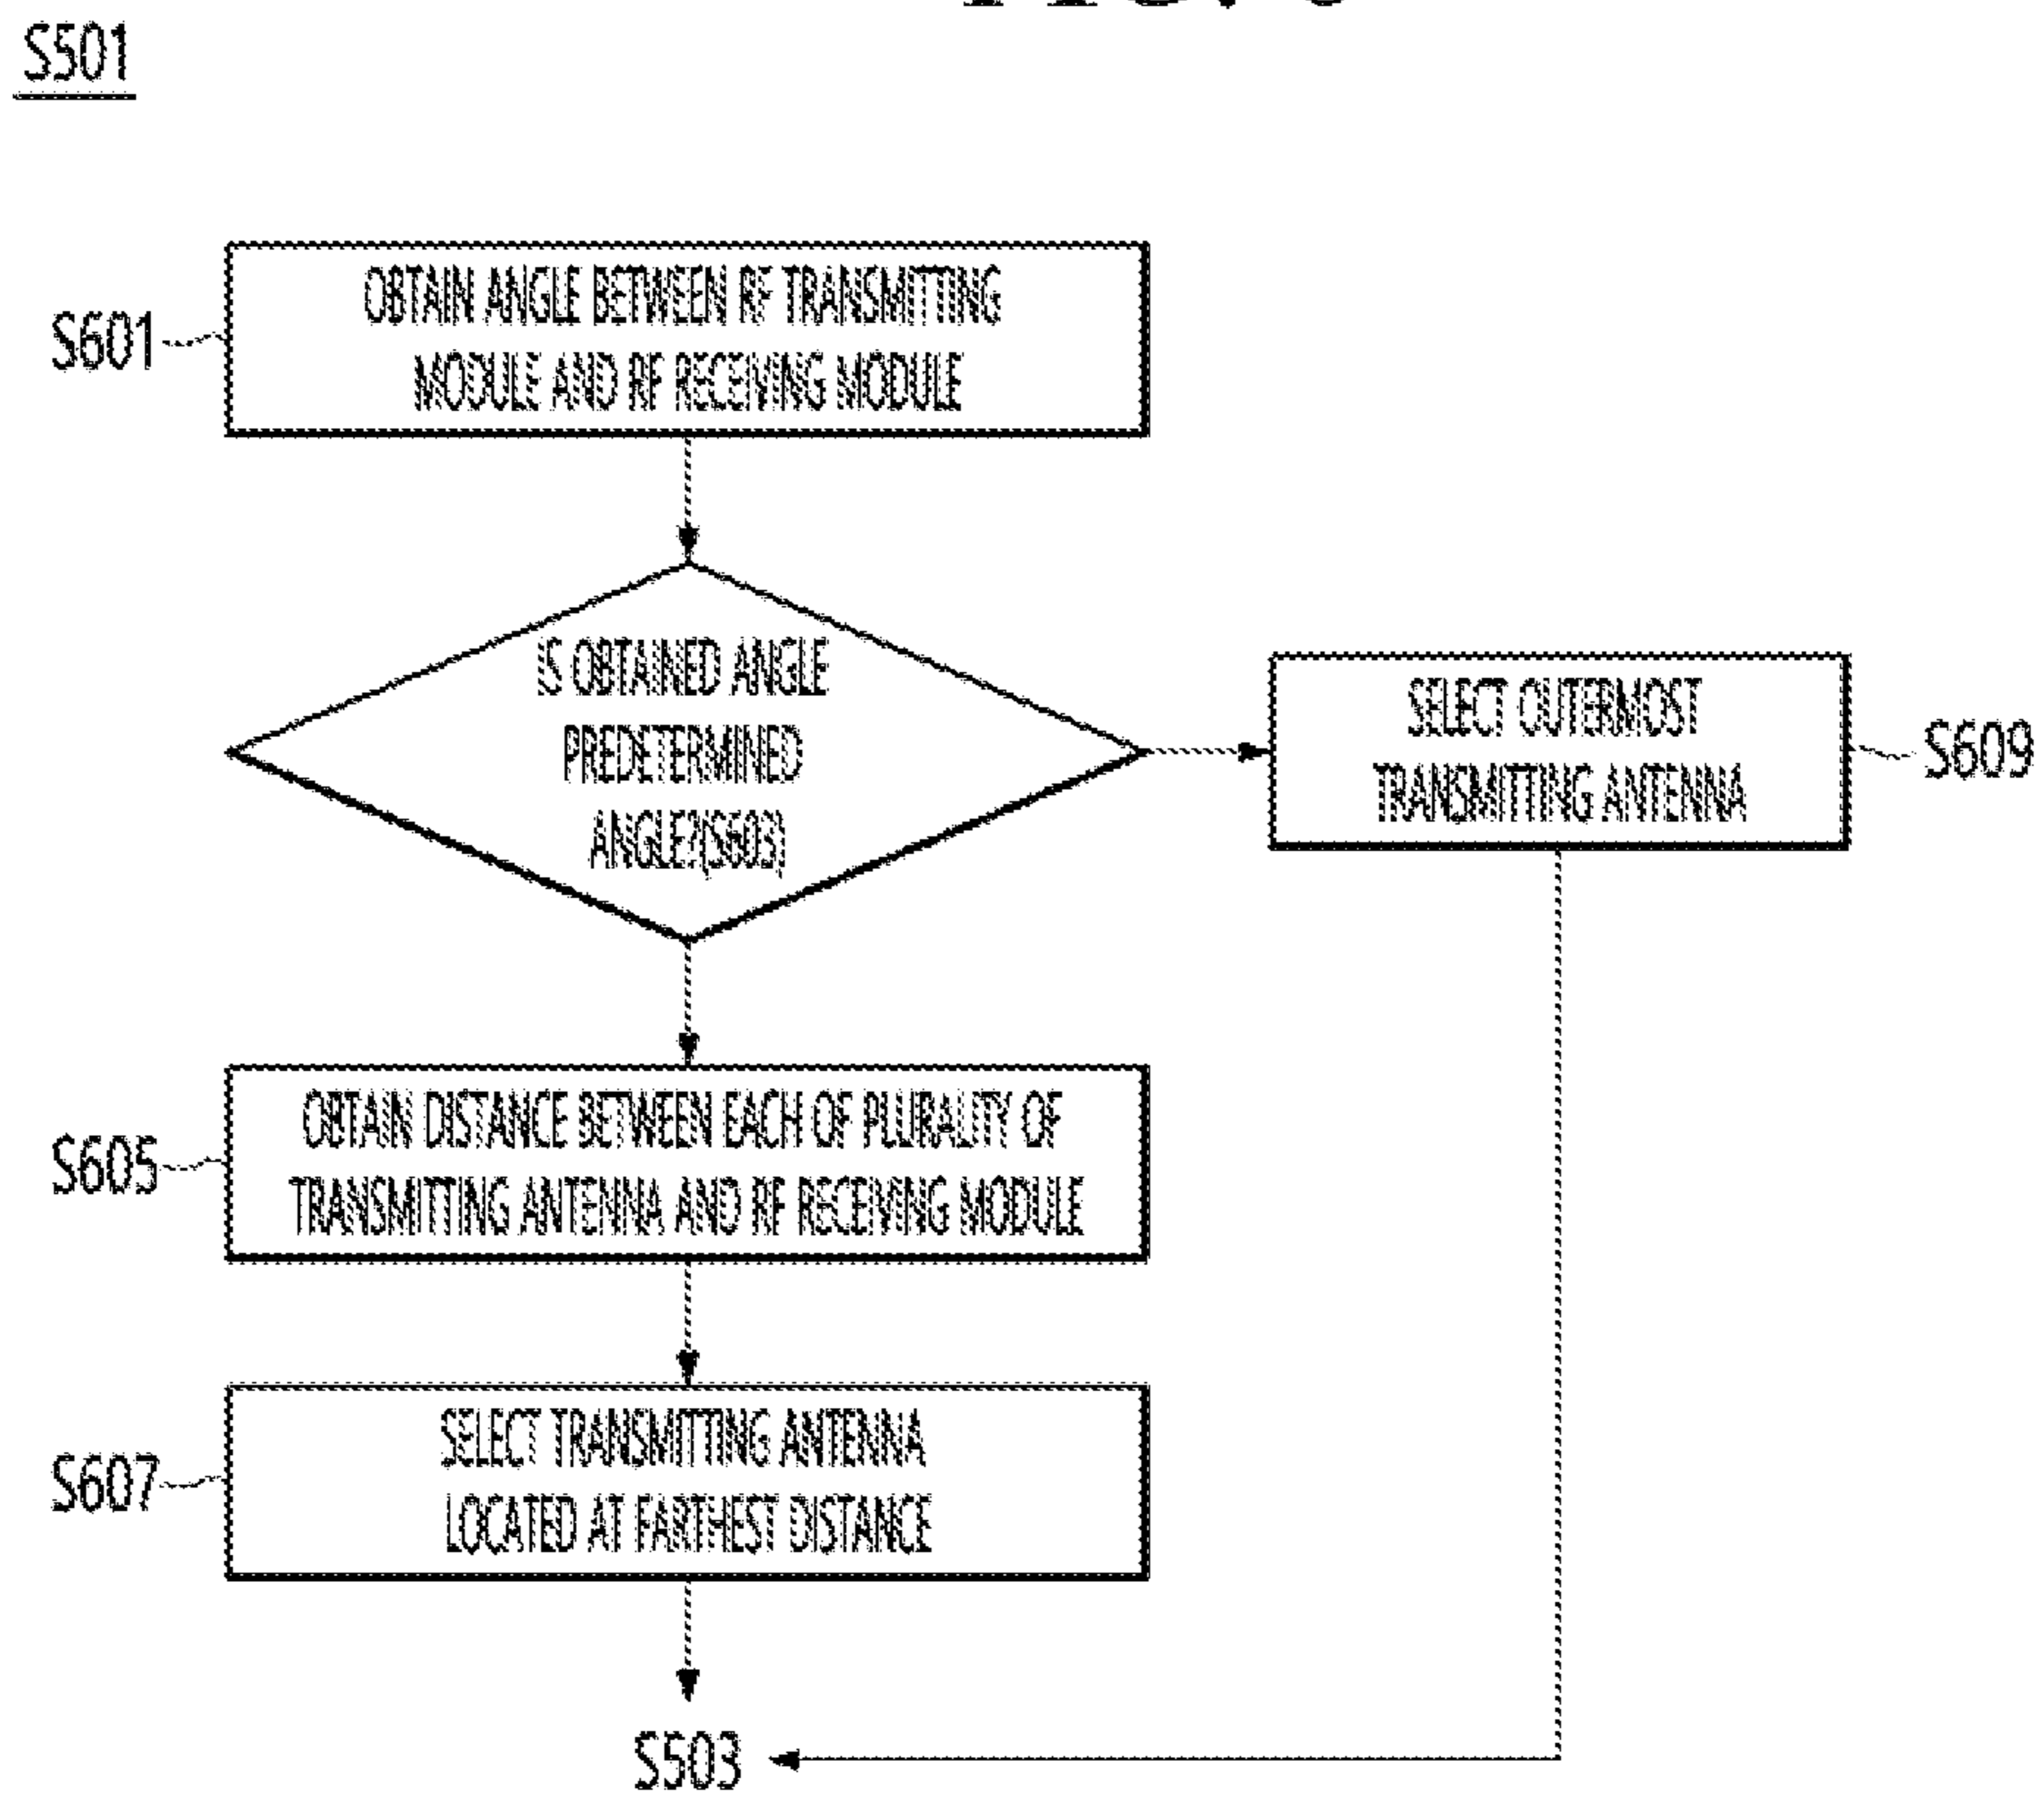 S501
S601
OBTAIN ANGLE BETWEEN RF TRANSMITTING
MODULE AND RF RECEIVING MODULE
IS OBTAINED ANGLE
PREDETERMINED
ANGLE?(S603)
SELECT OUTERMOST
TRANSMITTING ANTENNA
S609
S605
OBTAIN DISTANCE BETWEEN EACH OF PLURALITY OF
TRANSMITTING ANTENNA AND RF RECEIVING MODULE
S607
SELECT TRANSMITTING ANTENNA
LOCATED AT FARTHEST DISTANCE
S503